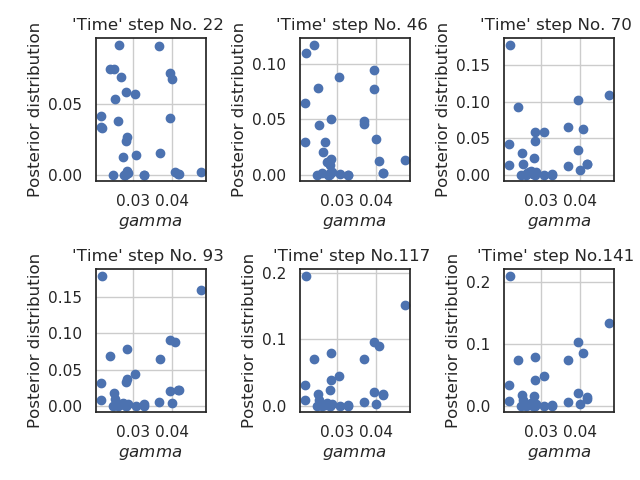 'Time' step No. 22
Posterior distribution
0.05
0.00
0.03 0.04
gamma
'Time' step No. 46
Posterior distribution
0.10
0.05
0.00
0.03 0.04
gamma
'Time' step No. 70
Posterior distribution
0.15
0.10
0.05
0.00
0.03 0.04
gamma
'Time' step No. 93
Posterior distribution
0.15
0.10
0.05
0.00
0.03 0.04
gamma
'Time' step No.117
Posterior distribution
0.2
0.1
0.0
0.03 0.04
gamma
'Time' step No.141
Posterior distribution
0.2
0.1
0.0
0.03 0.04
gamma